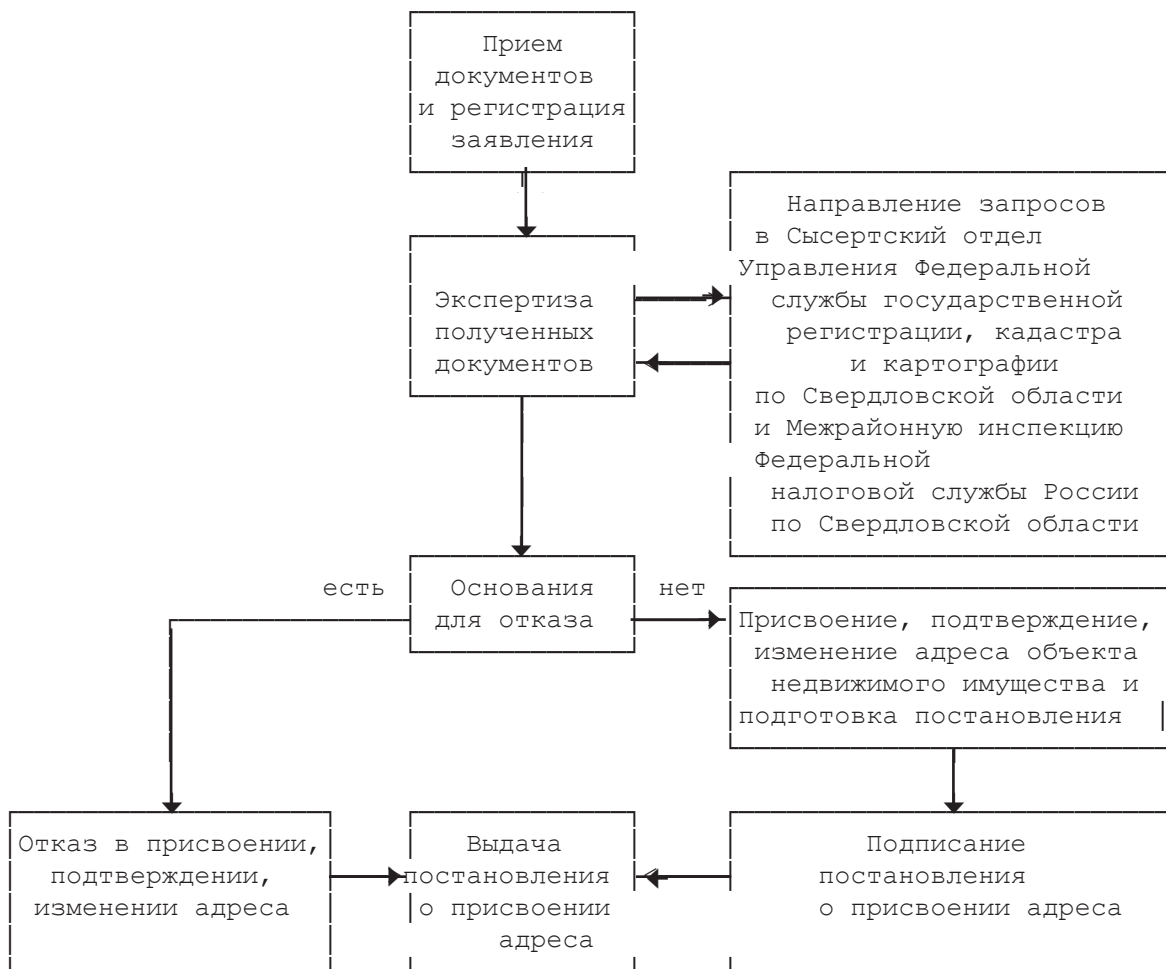 Прием
документов
и регистрация
заявления
Направление запросов
в Сысертский отдел
Управления Федеральной
службы государственной
регистрации, кадастра
и картографии
по Свердловской области
и Межрайонную инспекцию
Федеральной
налоговой службы России
по Свердловской области
Экспертиза
полученных
документов
есть
Основания
для отказа
нет
Присвоение, подтверждение,
изменение адреса объекта
недвижимого имущества и
подготовка постановления
Отказ в присвоении,
подтверждении,
изменении адреса
Выдача
постановления
о присвоении
адреса
Подписание
постановления
о присвоении адреса